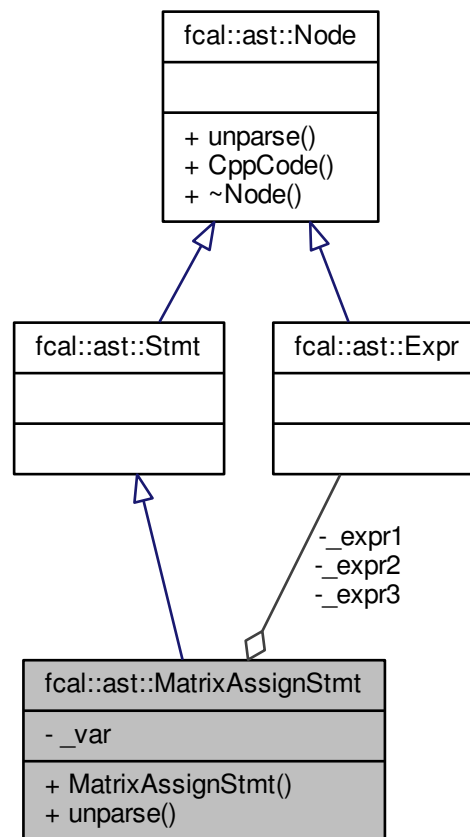 fcal::ast::Node
+ unparse()
+ CppCode()
+ ~Node()
fcal::ast::Stmt
fcal::ast::Expr
-_expr1
-_expr2
-_expr3
fcal::ast::MatrixAssignStmt
- _var
+ MatrixAssignStmt()
+ unparse()